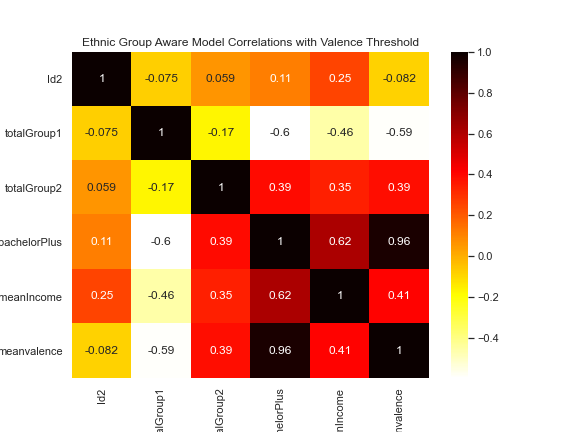 Ethnic Group Aware Model Correlations with Valence Threshold
Id2 1 -0.075 0.059 0.11 0.25 -0.082
totalGroup1 -0.075 1 -0.17 -0.6 -0.46 -0.59
totalGroup2 0.059 -0.17 1 0.39 0.35 0.39
bachelorPlus 0.11 -0.6 0.39 1 0.62 0.96
meanIncome 0.25 -0.46 0.35 0.62 1 0.41
meanvalence -0.082 -0.59 0.39 0.96 0.41 1
Id2
alGroup1
alGroup2
helorPlus
nIncome
nvalence
1.0
0.8
0.6
0.4
0.2
0.0
-0.2
-0.4